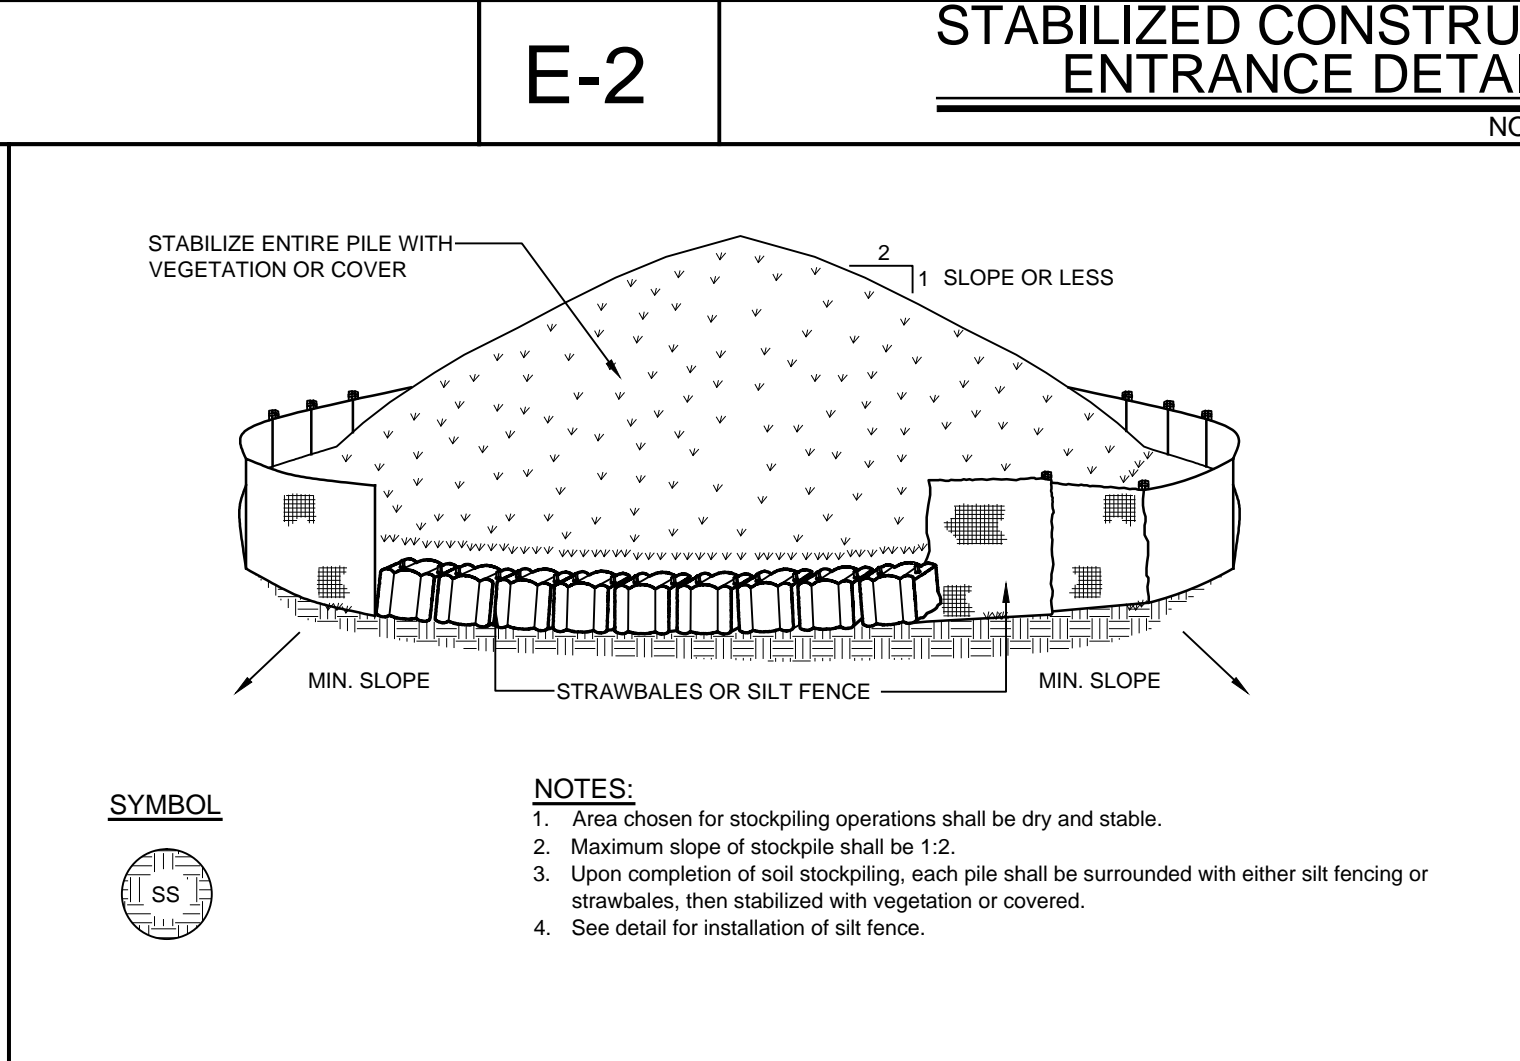 E-2
STABILIZED CONSTRU
ENTRANCE DETA
NO
STABILIZE ENTIRE PILE WITH
VEGETATION OR COVER
2
1 SLOPE OR LESS
MIN. SLOPE
STRAWBALES OR SILT FENCE
MIN. SLOPE
SYMBOL
SS
NOTES:
1. Area chosen for stockpiling operations shall be dry and stable.
2. Maximum slope of stockpile shall be 1:2.
3. Upon completion of soil stockpiling, each pile shall be surrounded with either silt fencing or
strawbales, then stabilized with vegetation or covered.
4. See detail for installation of silt fence.